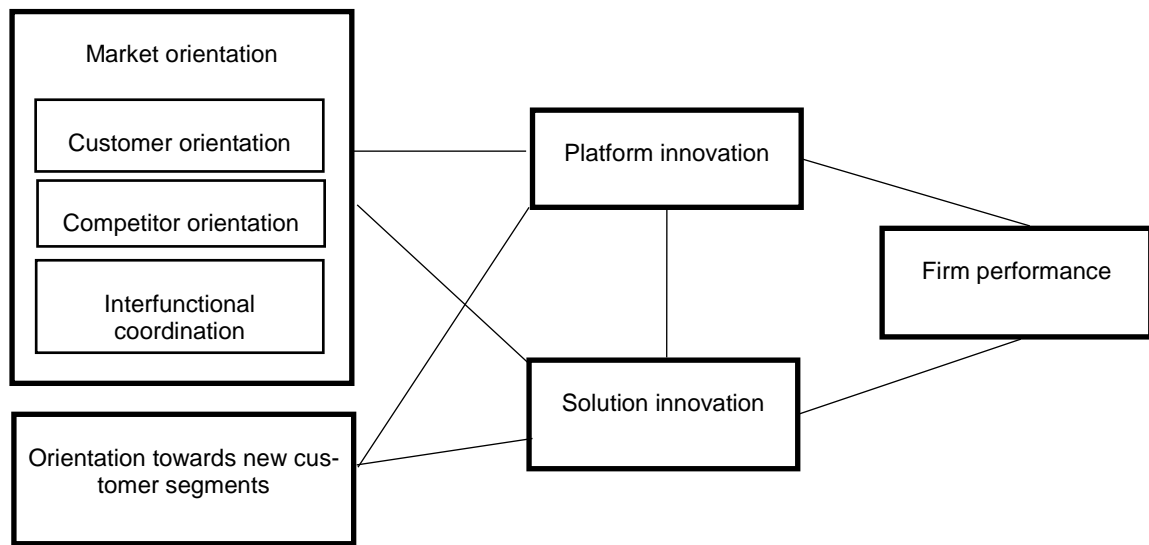 Market orientation
Customer orientation
Competitor orientation
Interfunctional
coordination
Orientation towards new cus-
tomer segments
Platform innovation
Solution innovation
Firm performance